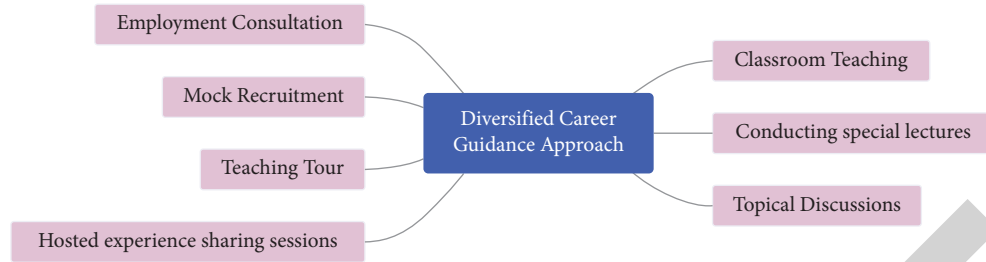 Employment Consultation
Mock Recruitment
Teaching Tour
Hosted experience sharing sessions
Diversified Career
Guidance Approach
Classroom Teaching
Conducting special lectures
Topical Discussions